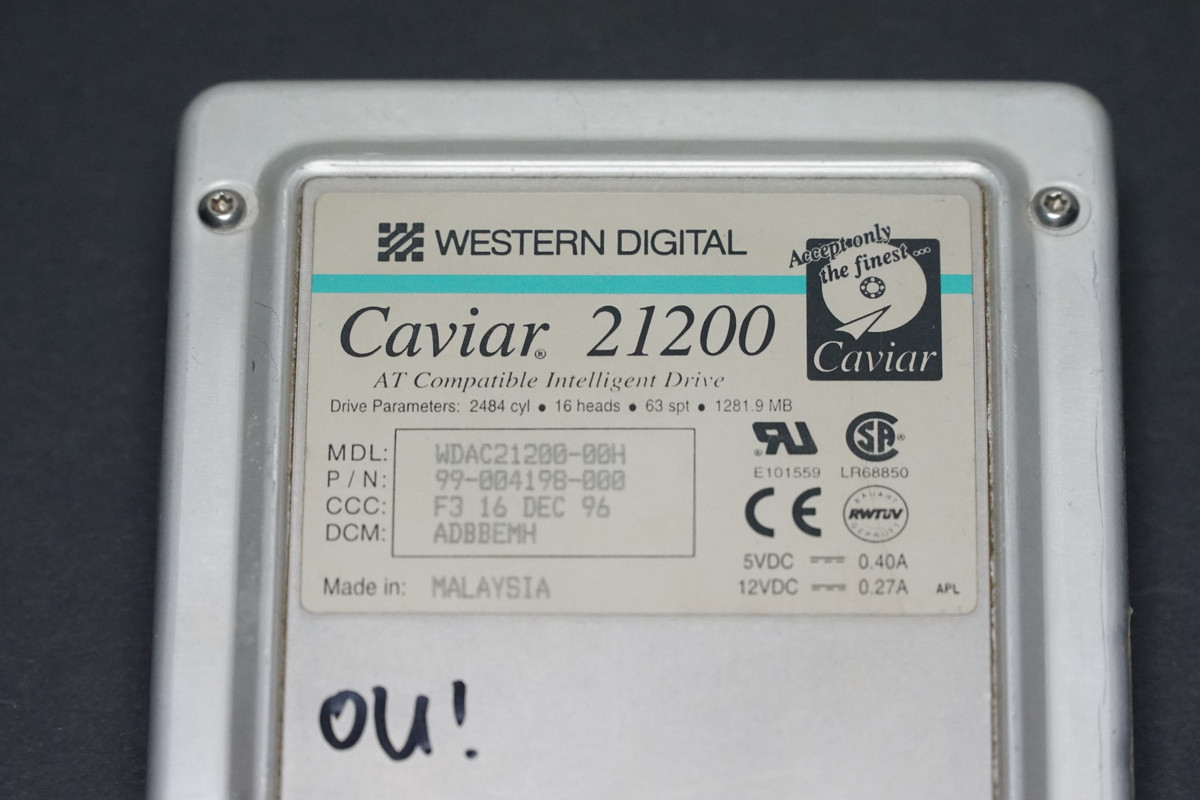 WESTERN DIGITAL
Accept only
the finest ...
Caviar® 21200
Caviar
AT Compatible Intelligent Drive
Drive Parameters: 2484 cyl • 16 heads • 63 spt • 1281.9 MB
MDL: WDAC21200-00H
P/N: 99-004198-000
CCC: F3 16 DEC 96
DCM: ADBBEMH
Made in: MALAYSIA
E101559 LR68850
CE
BAUART
RWTÜV
GEPRÜFT
5VDC 0.40A
12VDC 0.27A APL
OU!